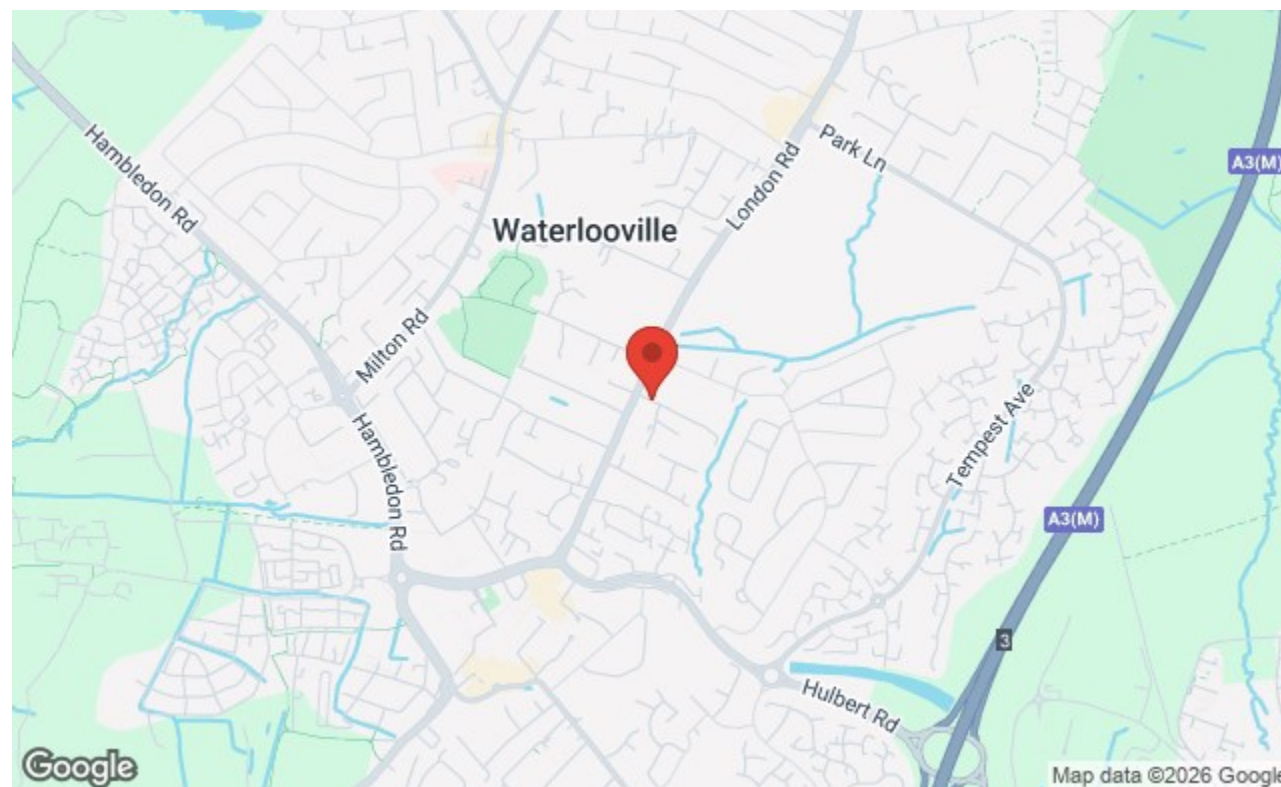 Hambledon Rd
Park Ln
A3(M)
London Rd
Waterlooville
Milton Rd
Hambledon Rd
Tempest Ave
A3(M)
3
Hulbert Rd
Google
Map data ©2026 Google